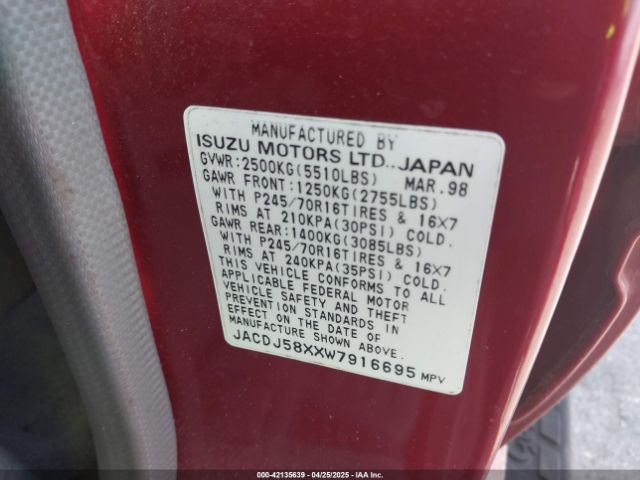 MANUFACTURED BY
ISUZU MOTORS LTD., JAPAN
GVWR:2500KG(5510LBS) MAR.98
GAWR FRONT:1250KG(2755LBS)
WITH P245/70R16TIRES & 16X7
RIMS AT 210KPA(30PSI) COLD.
GAWR REAR:1400KG(3085LBS)
WITH P245/70R16TIRES & 16X7
RIMS AT 240KPA(35PSI) COLD.
THIS VEHICLE CONFORMS TO ALL
APPLICABLE FEDERAL MOTOR
VEHICLE SAFETY AND THEFT
PREVENTION STANDARDS IN
EFFECT ON THE DATE OF
MANUFACTURE SHOWN ABOVE.
JACDJ58XXW7916695 MPV
00-42135639 - 04/25/2025 - IAA Inc.